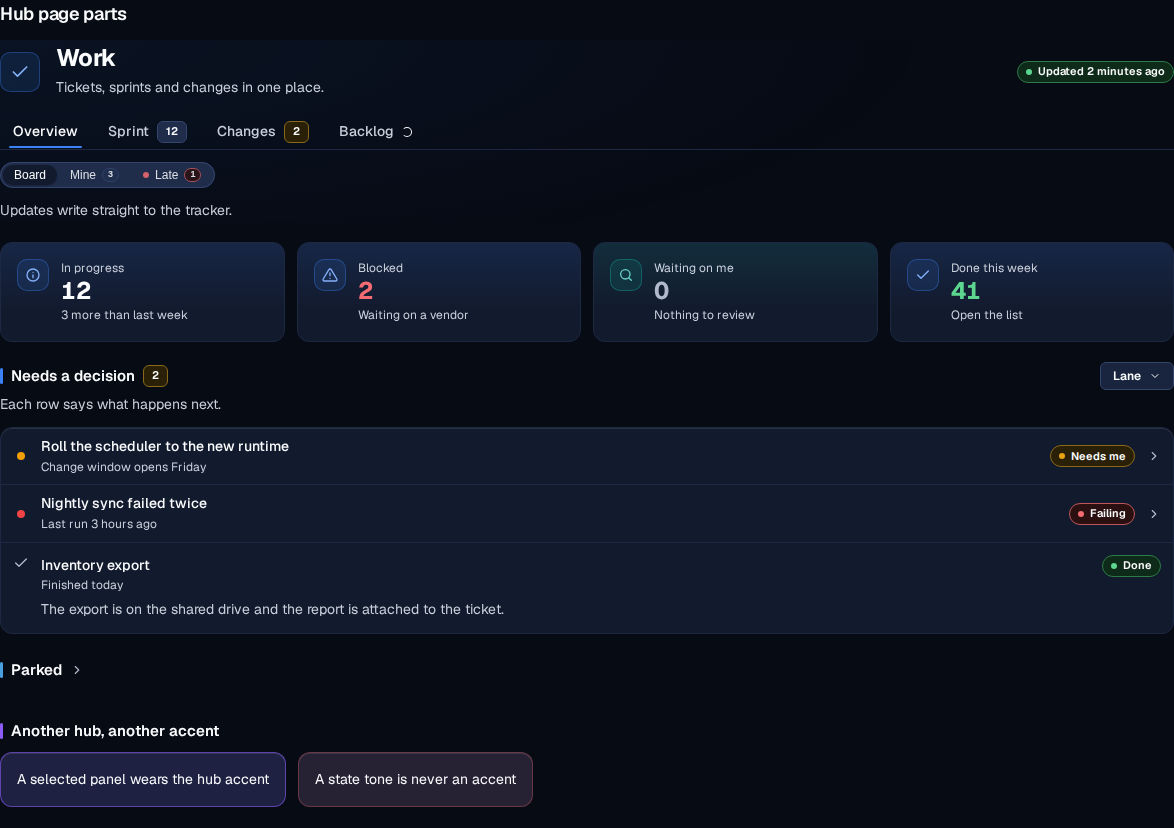 Hub page parts
Work
Tickets, sprints and changes in one place.
Updated 2 minutes ago
Overview Sprint 12 Changes 2 Backlog
Board Mine 3 Late 1
Updates write straight to the tracker.
In progress
12
3 more than last week
Blocked
2
Waiting on a vendor
Waiting on me
0
Nothing to review
Done this week
41
Open the list
Needs a decision 2
Lane
Each row says what happens next.
Roll the scheduler to the new runtime
Change window opens Friday
Needs me
Nightly sync failed twice
Last run 3 hours ago
Failing
Inventory export
Finished today
Done
The export is on the shared drive and the report is attached to the ticket.
Parked
Another hub, another accent
A selected panel wears the hub accent
A state tone is never an accent